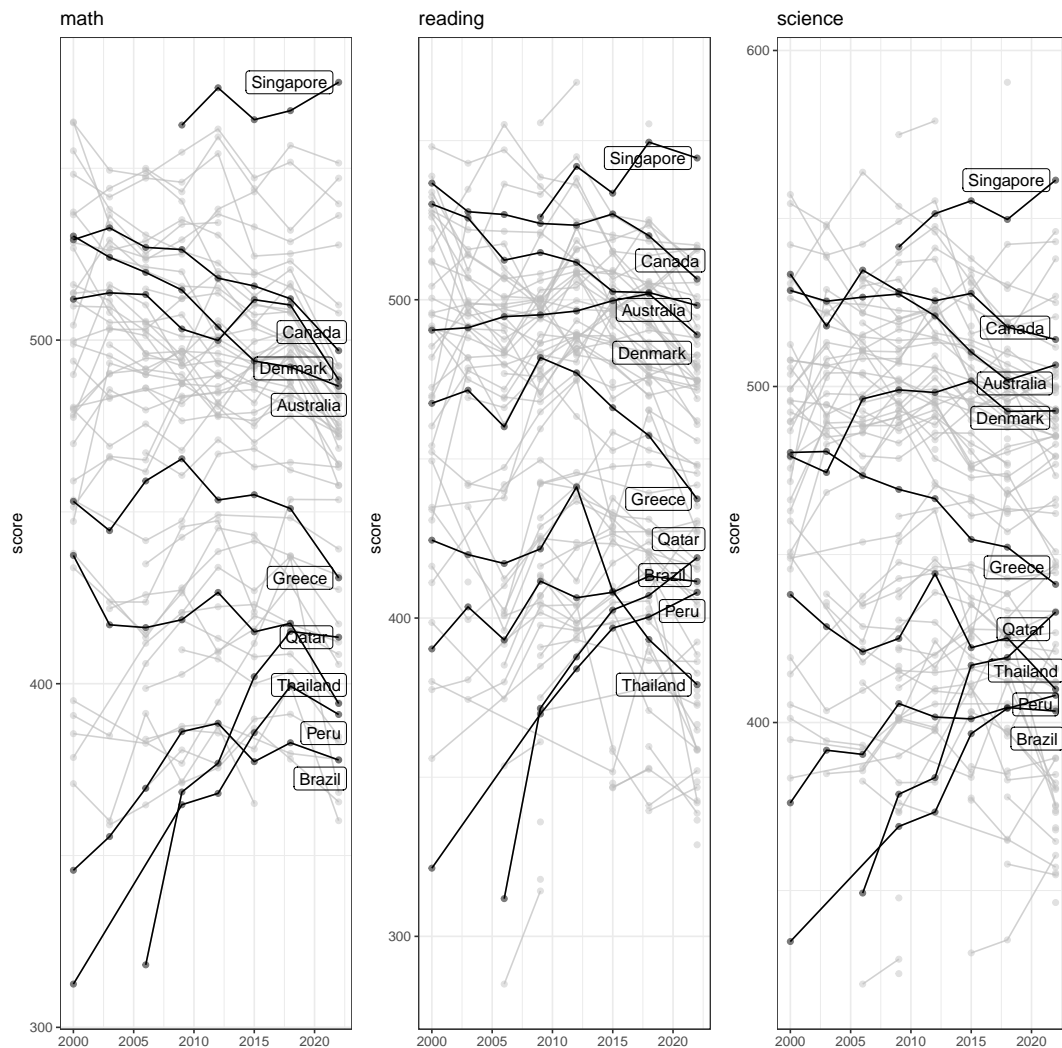 math
score
500
400
300
Singapore
Canada
Denmark
Australia
Greece
Qatar
Thailand
Peru
Brazil
2000 2005 2010 2015 2020
reading
score
500
400
300
Singapore
Canada
Australia
Denmark
Greece
Qatar
Brazil
Peru
Thailand
2000 2005 2010 2015 2020
science
score
600
500
400
Singapore
Canada
Australia
Denmark
Greece
Qatar
Thailand
Peru
Brazil
2000 2005 2010 2015 2020